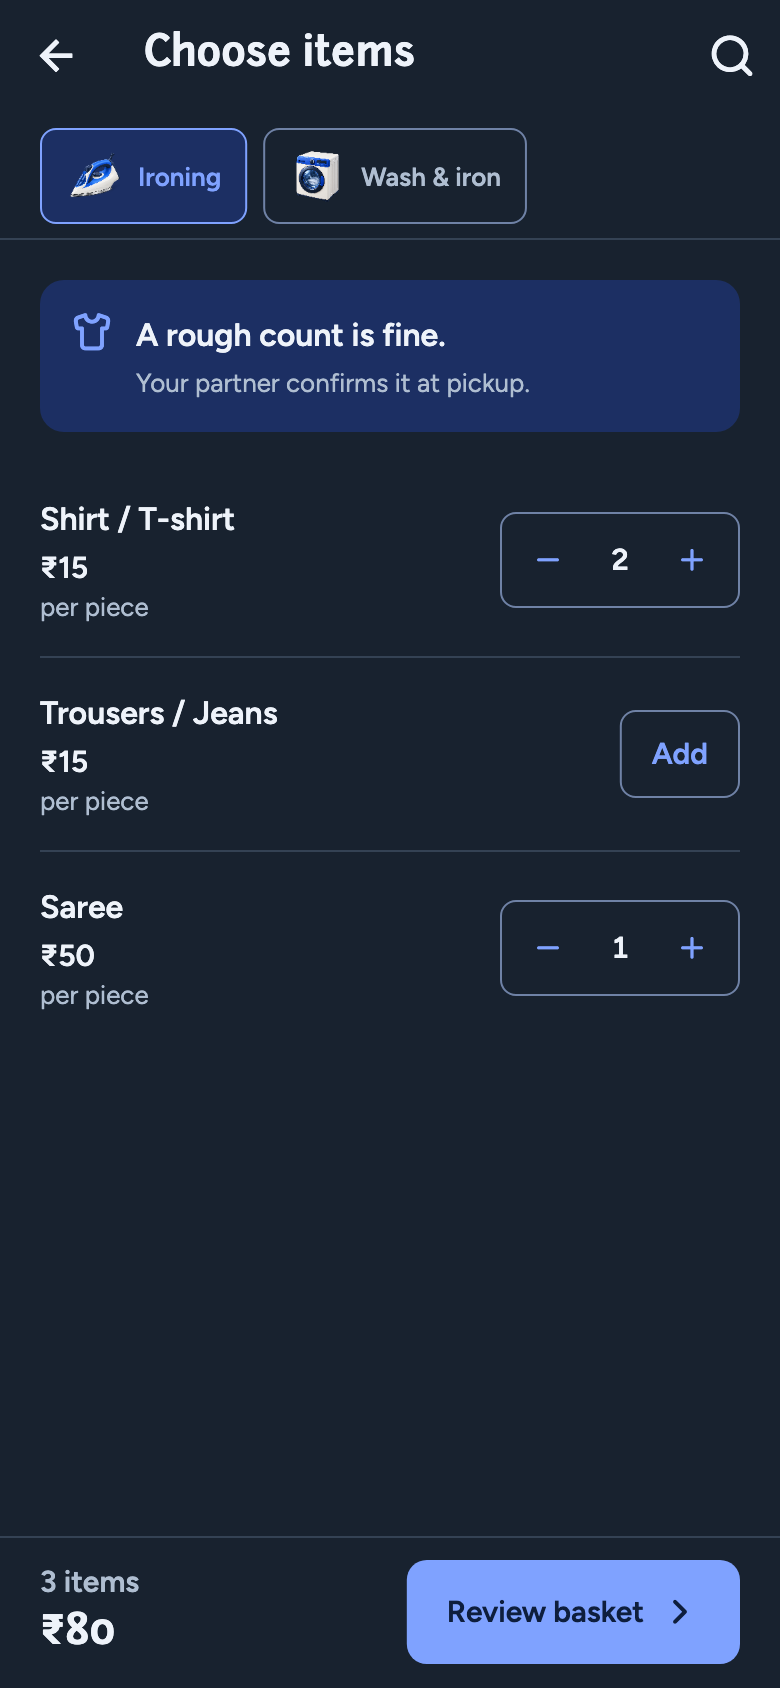 Choose items
Ironing
Wash & iron
A rough count is fine.
Your partner confirms it at pickup.
Shirt / T-shirt
₹15
per piece
− 2 +
Trousers / Jeans
₹15
per piece
Add
Saree
₹50
per piece
− 1 +
3 items
₹80
Review basket